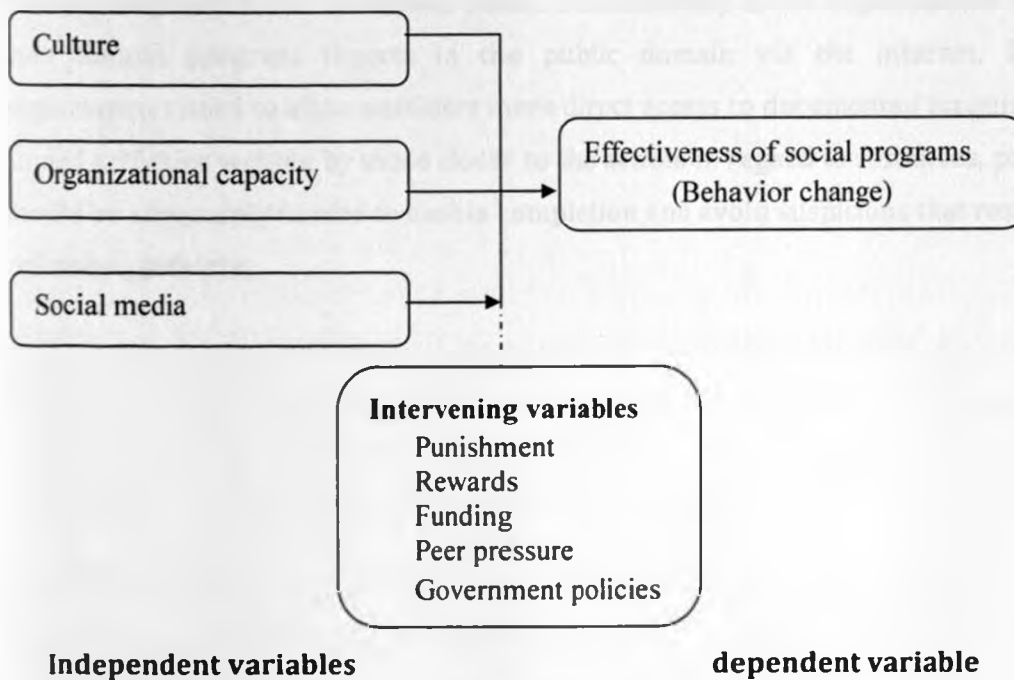 Culture
Organizational capacity
Effectiveness of social programs
(Behavior change)
Social media
Intervening variables
Punishment
Rewards
Funding
Peer pressure
Government policies
Independent variables
dependent variable